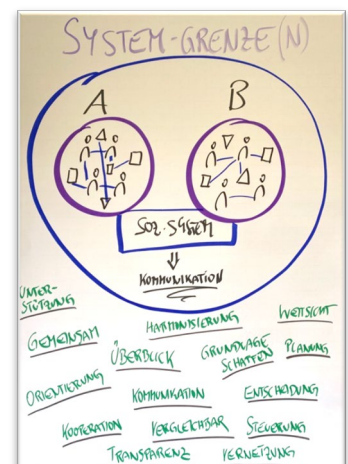 SYSTEM-GRENZE(N)
A B
SOZ-SYSTEM
KOMMUNIKATION
UNTER-
STÜTZUNG
HARMONISIERUNG
WEITSICHT
GEMEINSAM
ÜBERBLICK
GRUNDLAGE
SCHAFFEN
PLANUNG
ORIENTIERUNG
KOMMUNIKATION
ENTSCHEIDUNG
KOOPERATION
VERGLEICHBAR
STEUERUNG
TRANSPARENZ
VERNETZUNG